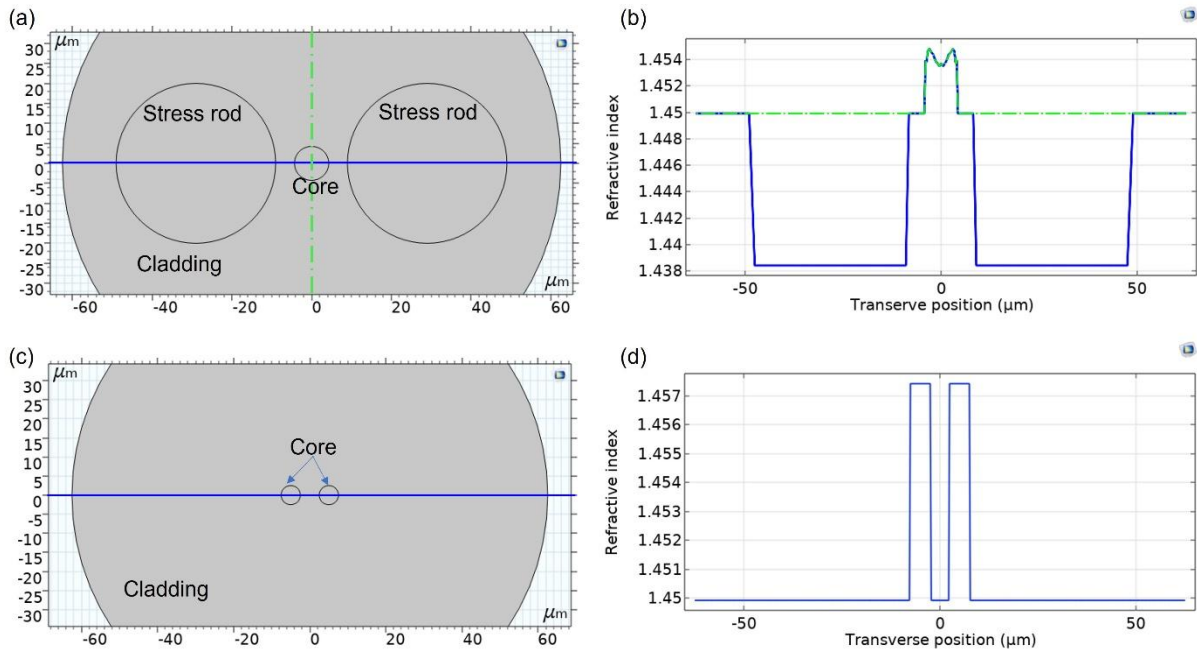 (a)
μm
30
25
20
15
10
5
0
-5
-10
-15
-20
-25
-30
Stress rod
Stress rod
Core
Cladding
μm
-60 -40 -20 0 20 40 60
(b)
Refractive index
1.454
1.452
1.45
1.446
1.444
1.442
1.44
1.438
-50 0 50
Transerve position (μm)
(c)
μm
30
25
20
15
10
5
0
-5
-10
-15
-20
-25
-30
Core
Cladding
μm
-60 -40 -20 0 20 40 60
(d)
Refractive index
1.457
1.456
1.455
1.453
1.452
1.451
1.45
-50 0 50
Transverse position (μm)